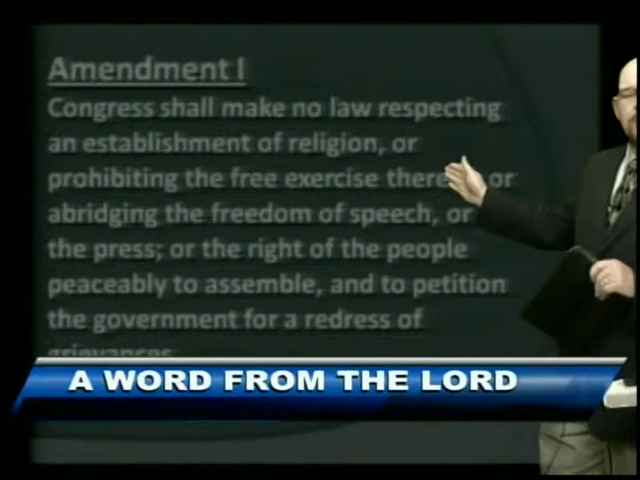 Amendment I
Congress shall make no law respecting
an establishment of religion, or
prohibiting the free exercise there or
abridging the freedom of speech, or
the press; or the right of the people
peaceably to assemble, and to petition
the government for a redress of
grievances
A WORD FROM THE LORD